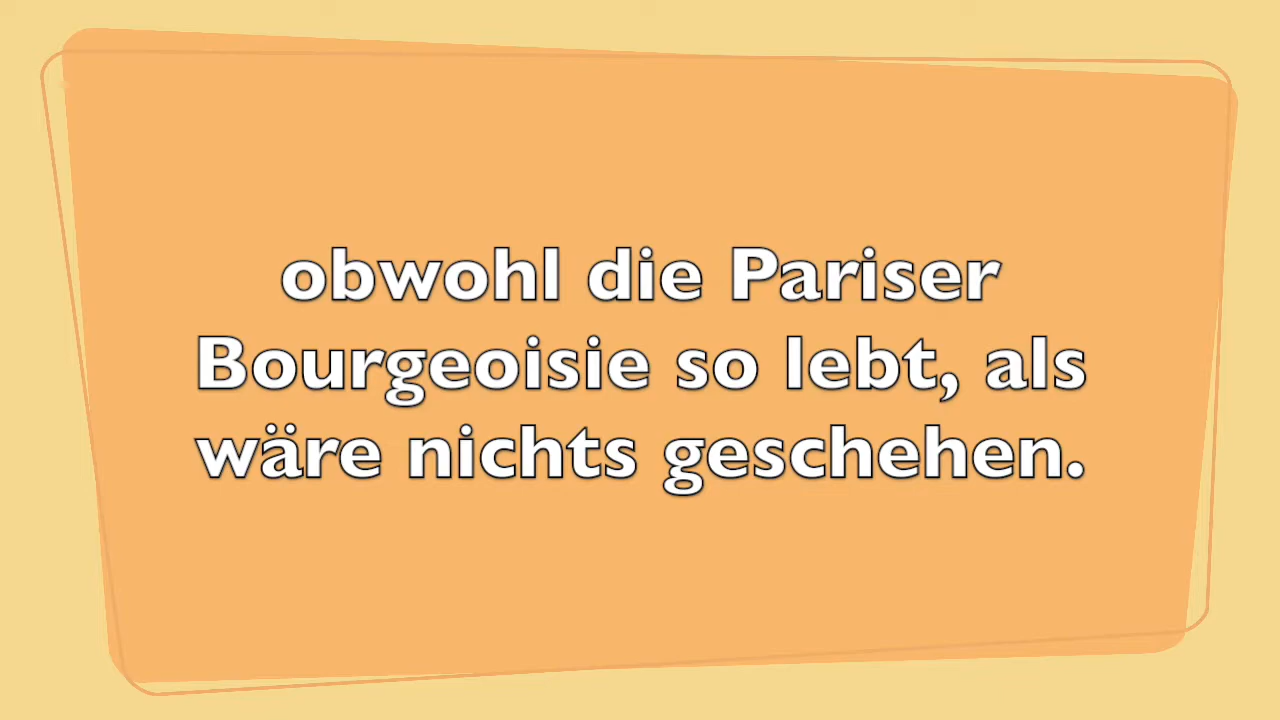 obwohl die Pariser
Bourgeoisie so lebt, als
wäre nichts geschehen.